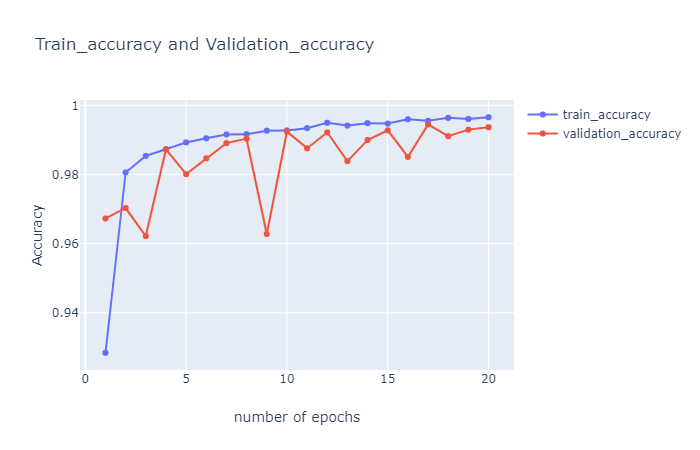 Train_accuracy and Validation_accuracy
train_accuracy
validation_accuracy
1
0.98
0.96
0.94
Accuracy
0 5 10 15 20
number of epochs